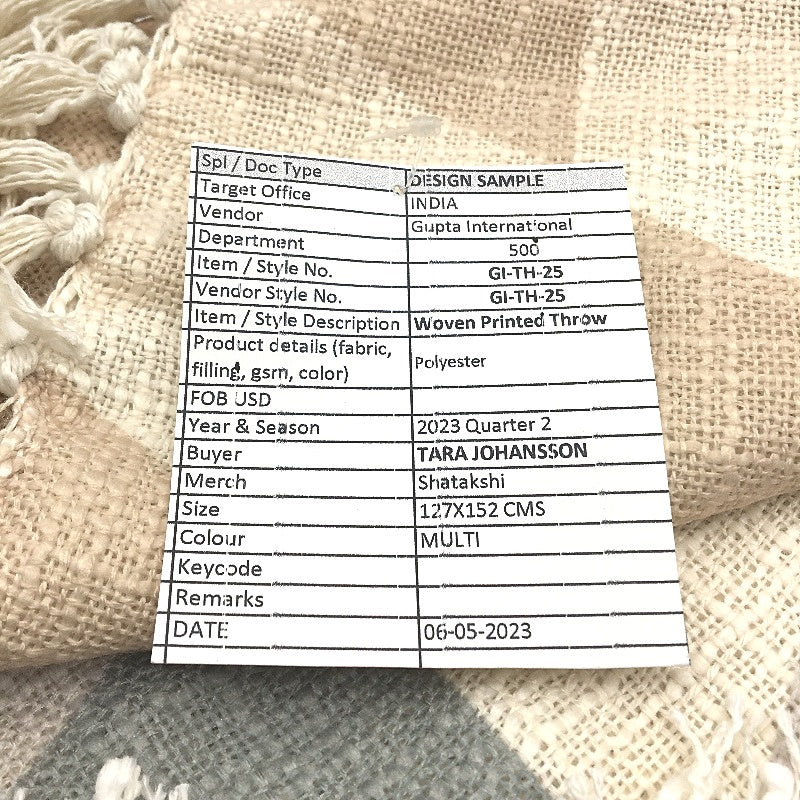 Spl / Doc Type DESIGN SAMPLE
Target Office INDIA
Vendor Gupta International
Department 500
Item / Style No. GI-TH-25
Vendor Style No. GI-TH-25
Item / Style Description Woven Printed Throw
Product details (fabric,
filling, gsm, color) Polyester
FOB USD
Year & Season 2023 Quarter 2
Buyer TARA JOHANSSON
Merch Shatakshi
Size 127X152 CMS
Colour MULTI
Keycode
Remarks
DATE 06-05-2023